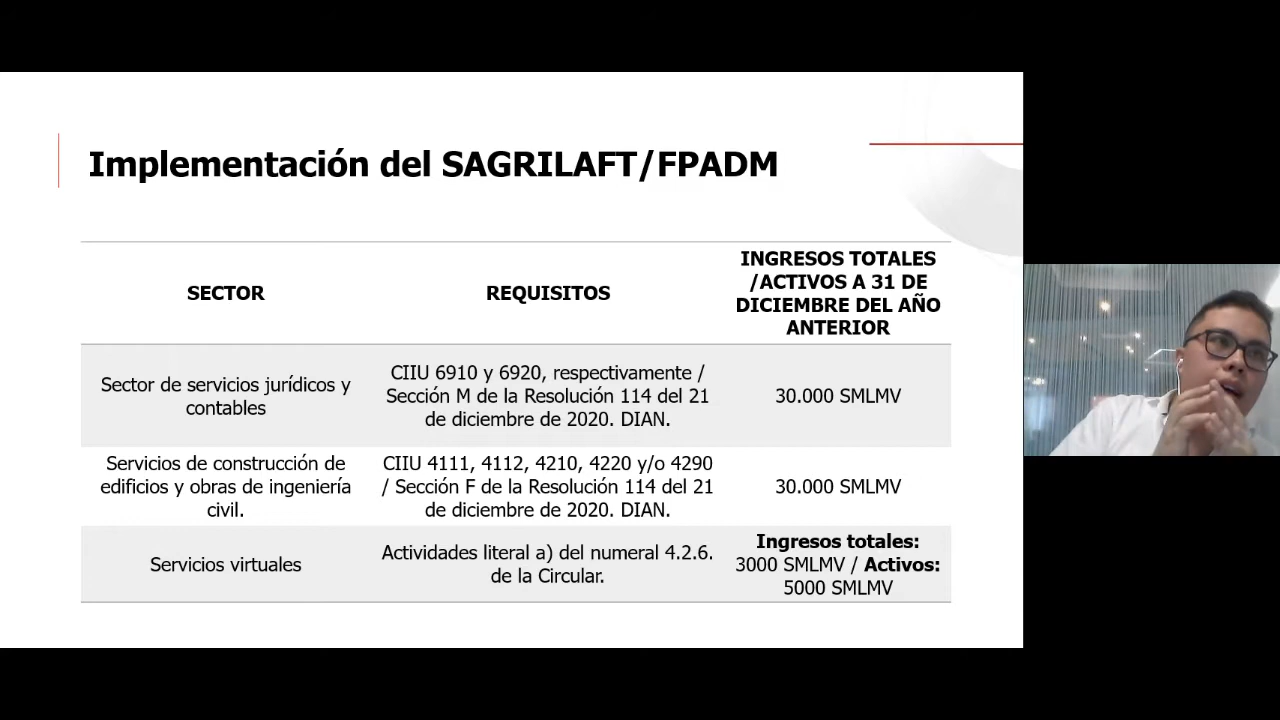 Implementación del SAGRILAFT/FPADM
SECTOR
REQUISITOS
INGRESOS TOTALES
/ACTIVOS A 31 DE
DICIEMBRE DEL AÑO
ANTERIOR
Sector de servicios jurídicos y
contables
CIIU 6910 y 6920, respectivamente /
Sección M de la Resolución 114 del 21
de diciembre de 2020. DIAN.
30.000 SMLMV
Servicios de construcción de
edificios y obras de ingeniería
civil.
CIIU 4111, 4112, 4210, 4220 y/o 4290
/ Sección F de la Resolución 114 del 21
de diciembre de 2020. DIAN.
30.000 SMLMV
Servicios virtuales
Actividades literal a) del numeral 4.2.6.
de la Circular.
Ingresos totales:
3000 SMLMV / Activos:
5000 SMLMV